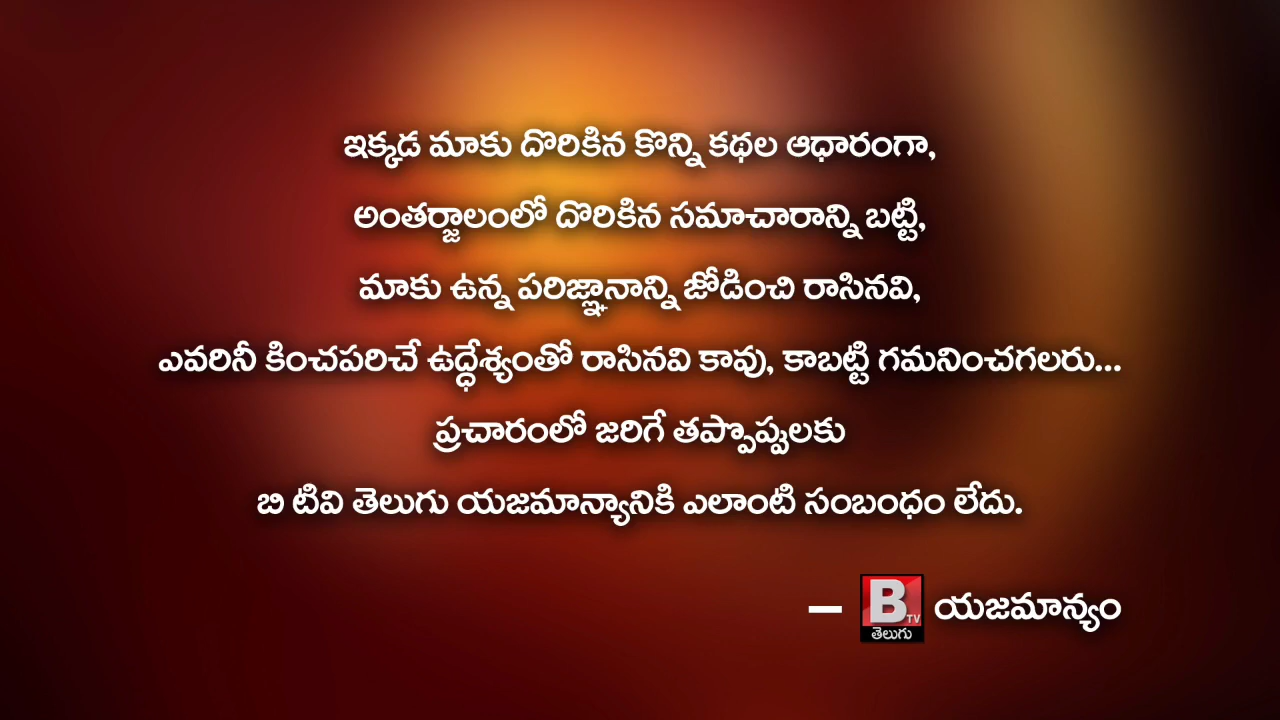 ఇక్కడ మాకు దొరికిన కొన్ని కథల ఆధారంగా,
అంతర్జాలంలో దొరికిన సమాచారాన్ని బట్టి,
మాకు ఉన్న పరిజ్ఞానాన్ని జోడించి రాసినవి,
ఎవరినీ కించపరిచే ఉద్ధేశ్యంతో రాసినవి కావు, కాబట్టి గమనించగలరు...
ప్రచారంలో జరిగే తప్పొప్పులకు
బి టివి తెలుగు యజమాన్యానికి ఎలాంటి సంబంధం లేదు.
– B TV తెలుగు యజమాన్యం